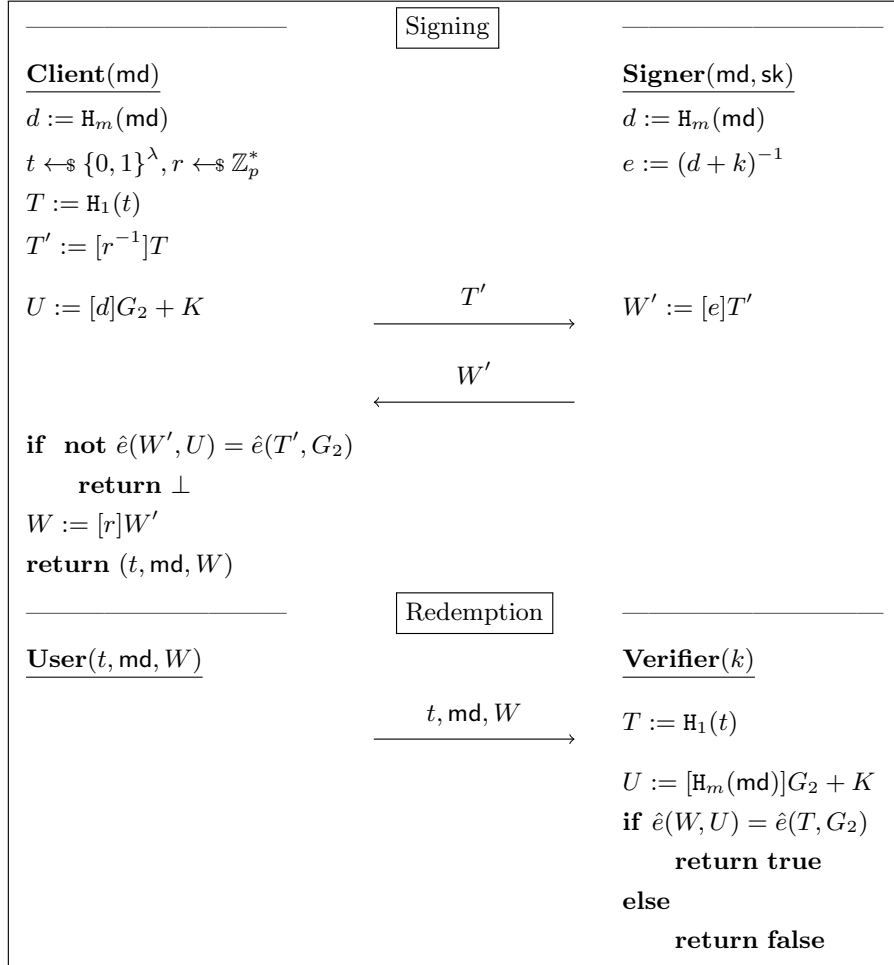 Signing
Client(md) Signer(md, sk)
d := H_m(md) d := H_m(md)
t ←$ {0, 1}^λ, r ←$ ℤ_p^* e := (d + k)^{-1}
T := H_1(t)
T′ := [r^{-1}]T
U := [d]G_2 + K T′ W′ := [e]T′
W′
if not ê(W′, U) = ê(T′, G_2)
return ⊥
W := [r]W′
return (t, md, W)
Redemption
User(t, md, W) Verifier(k)
t, md, W T := H_1(t)
U := [H_m(md)]G_2 + K
if ê(W, U) = ê(T, G_2)
return true
else
return false